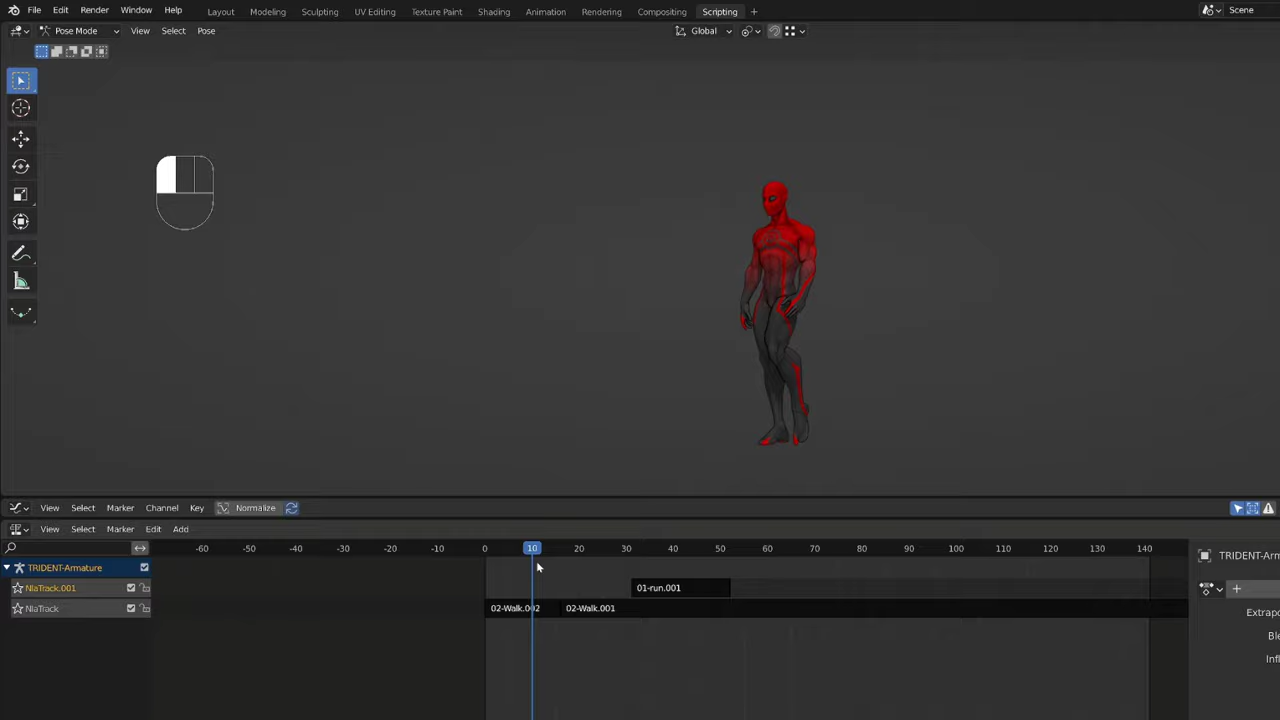 File Edit Render Window Help Layout Modeling Sculpting UV Editing Texture Paint Shading Animation Rendering Compositing Scripting + Scene
Pose Mode View Select Pose Global
View Select Marker Channel Key Normalize
View Select Marker Edit Add
-60 -50 -40 -30 -20 -10 0 10 20 30 40 50 60 70 80 90 100 110 120 130 140
TRIDENT-Armature
TRIDENT-Arm
NlaTrack.001 01-run.001
NlaTrack 02-Walk.002 02-Walk.001
Extrapo
Ble
Infl